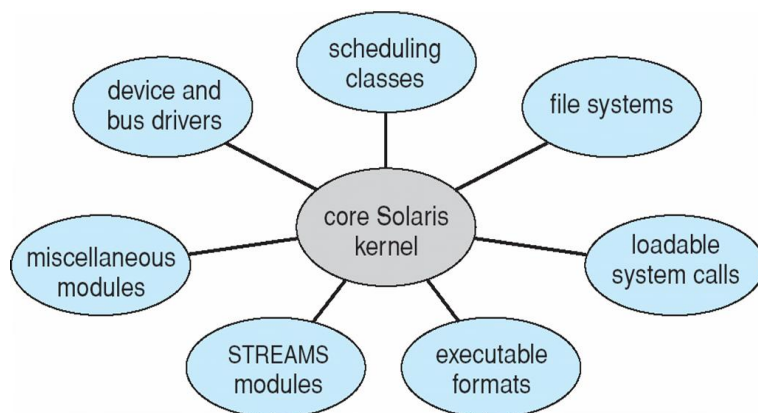 scheduling
classes
device and
bus drivers
file systems
core Solaris
kernel
miscellaneous
modules
loadable
system calls
STREAMS
modules
executable
formats